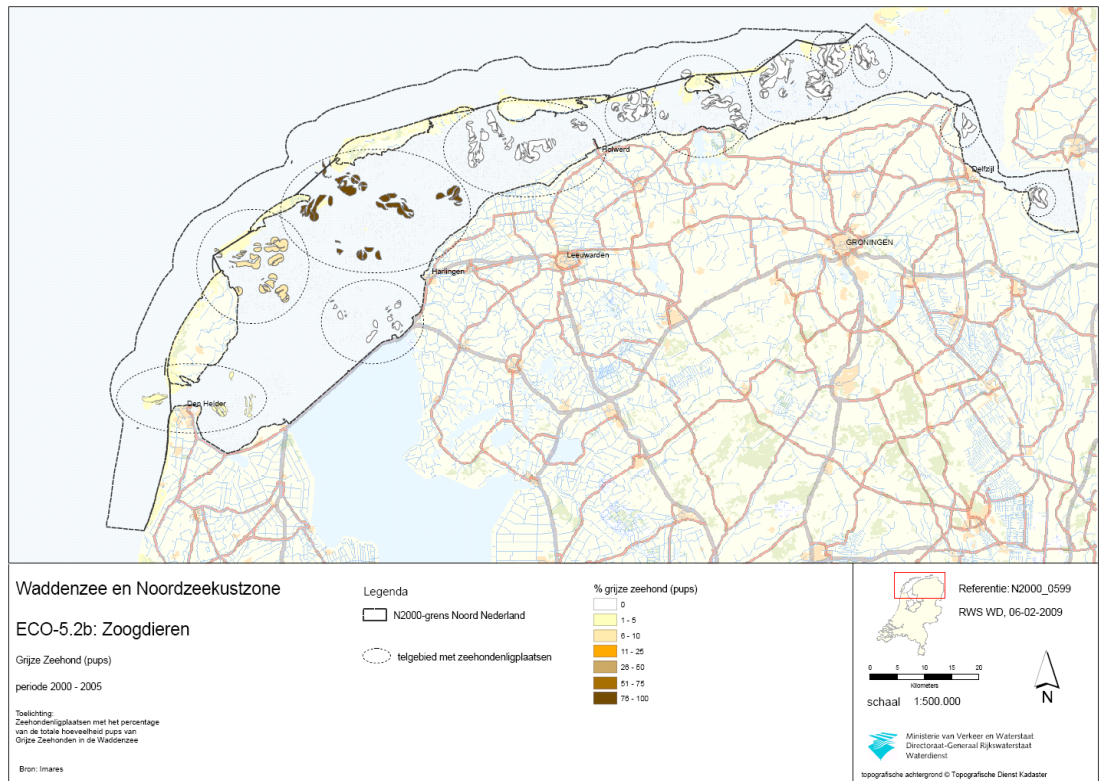 Holwerd
Delfzijl
GRONINGEN
Leeuwarden
Harlingen
Den Helder
Waddenzee en Noordzeekustzone
ECO-5.2b: Zoogdieren
Grijze Zeehond (pups)
periode 2000 - 2005
Toelichting:
Zeehondenligplaatsen met het percentage
van de totale hoeveelheid pups van
Grijze Zeehonden in de Waddenzee
Bron: Imares
Legenda
N2000-grens Noord Nederland
telgebied met zeehondenligplaatsen
% grijze zeehond (pups)
0
1 - 5
6 - 10
11 - 25
26 - 50
51 - 75
76 - 100
Referentie: N2000_0599
RWS WD, 06-02-2009
0 5 10 15 20
Kilometers
schaal 1:500.000
N
Ministerie van Verkeer en Waterstaat
Directoraat-Generaal Rijkswaterstaat
Waterdienst
topografische achtergrond © Topografische Dienst Kadaster